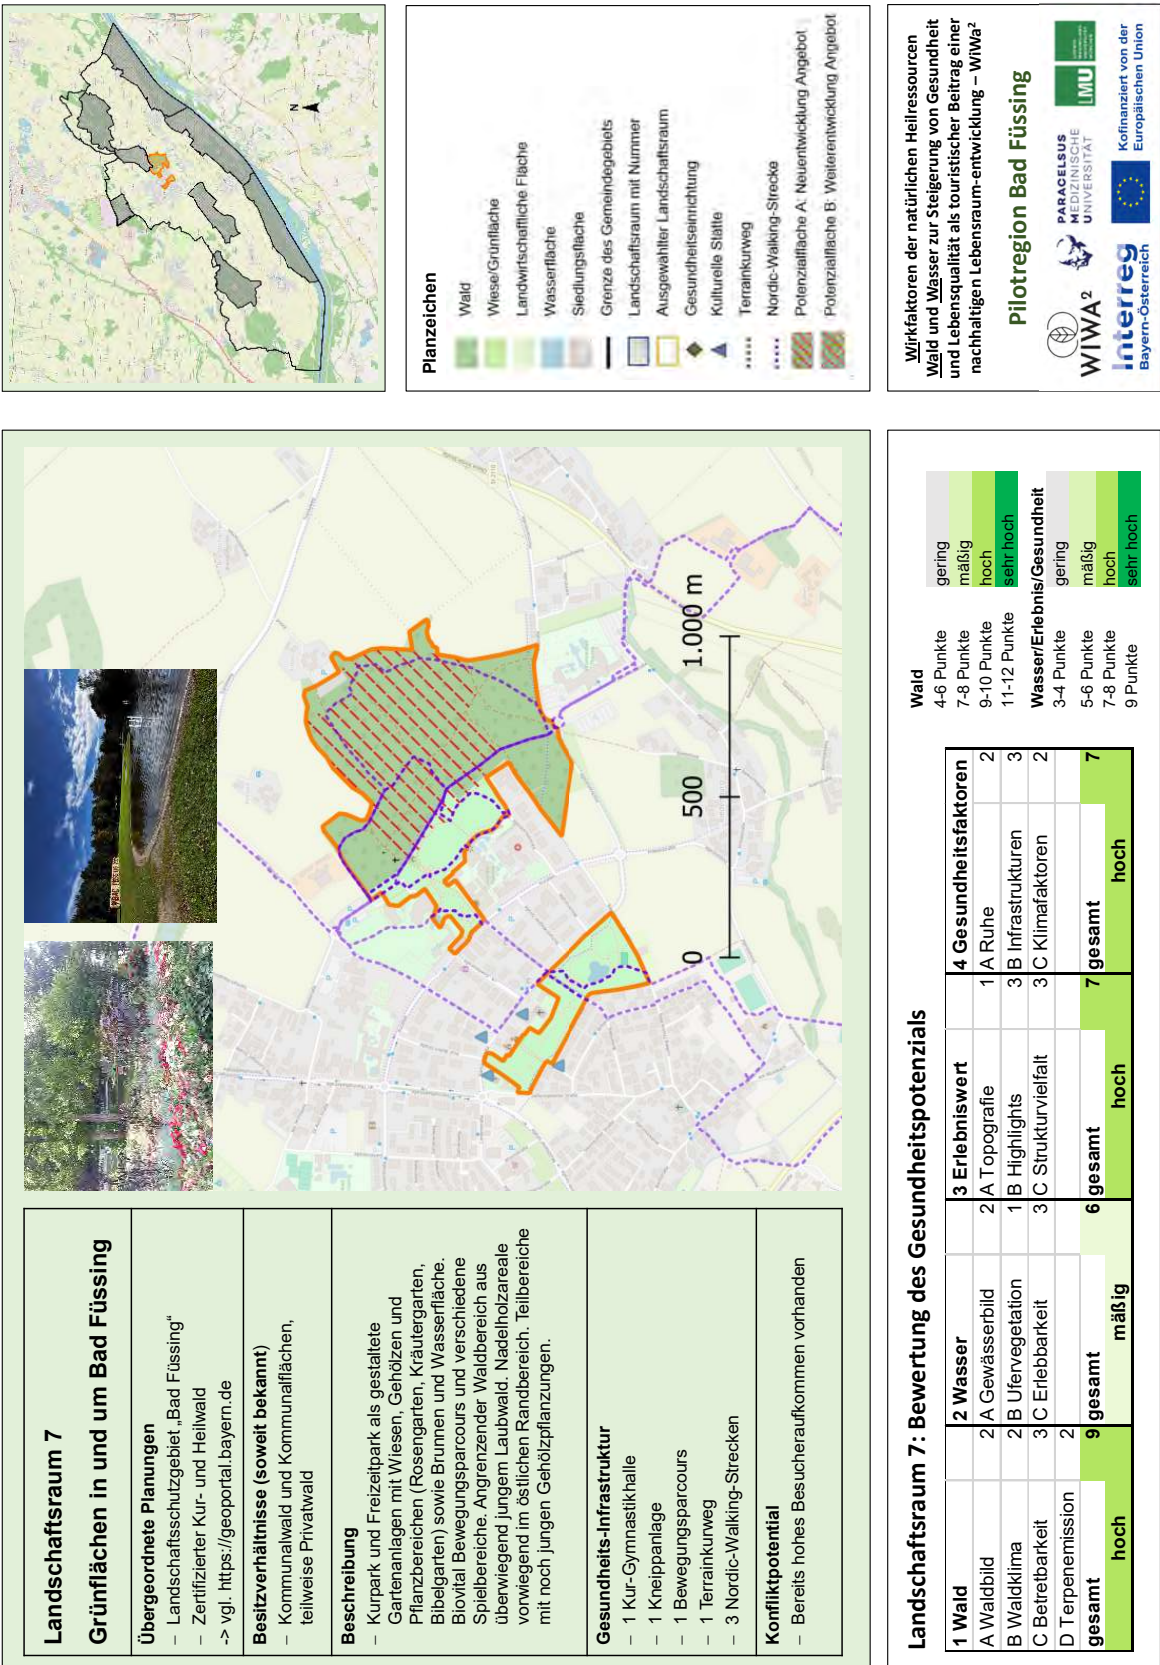 Landschaftsraum 7
Grünflächen in und um Bad Füssing
Übergeordnete Planungen
– Landschaftsschutzgebiet „Bad Füssing“
– Zertifizierter Kur- und Heilwald
-> vgl. https://geoportal.bayern.de
Besitzverhältnisse (soweit bekannt)
– Kommunalwald und Kommunalflächen,
teilweise Privatwald
Beschreibung
– Kurpark und Freizeitpark als gestaltete
Gartenanlagen mit Wiesen, Gehölzen und
Pflanzbereichen (Rosengarten, Kräutergarten,
Bibelgarten) sowie Brunnen und Wasserfläche.
Biovital Bewegungsparcours und verschiedene
Spielbereiche. Angrenzender Waldbereich aus
überwiegend jungem Laubwald. Nadelholzareale
vorwiegend im östlichen Randbereich. Teilbereiche
mit noch jungen Gehölzpflanzungen.
Gesundheits-Infrastruktur
– 1 Kur-Gymnastikhalle
– 1 Kneippanlage
– 1 Bewegungsparcours
– 1 Terrainkurweg
– 3 Nordic-Walking-Strecken
Konfliktpotential
– Bereits hohes Besucheraufkommen vorhanden
0 500 1.000 m
N
Planzeichen
Wald
Wiese/Grünfläche
Landwirtschaftliche Fläche
Wasserfläche
Siedlungsfläche
Grenze des Gemeindegebiets
Landschaftsraum mit Nummer
Ausgewählter Landschaftsraum
Gesundheitseinrichtung
Kulturelle Stätte
Terrainkurweg
Nordic-Walking-Strecke
Potenzialfläche A: Neuentwicklung Angebot
Potenzialfläche B: Weiterentwicklung Angebot
Landschaftsraum 7: Bewertung des Gesundheitspotenzials
1 Wald 2 Wasser 3 Erlebniswert 4 Gesundheitsfaktoren
A Waldbild 2 A Gewässerbild 2 A Topografie 1 A Ruhe 2
B Waldklima 2 B Ufervegetation 1 B Highlights 3 B Infrastrukturen 3
C Betretbarkeit 3 C Erlebbarkeit 3 C Strukturvielfalt 3 C Klimafaktoren 2
D Terpenemission 2
gesamt 9 gesamt 6 gesamt 7 gesamt 7
hoch mäßig hoch hoch
Wald
4-6 Punkte gering
7-8 Punkte mäßig
9-10 Punkte hoch
11-12 Punkte sehr hoch
Wasser/Erlebnis/Gesundheit
3-4 Punkte gering
5-6 Punkte mäßig
7-8 Punkte hoch
9 Punkte sehr hoch
Wirkfaktoren der natürlichen Heilressourcen
Wald und Wasser zur Steigerung von Gesundheit
und Lebensqualität als touristischer Beitrag einer
nachhaltigen Lebensraum-entwicklung – WIWa²
Pilotregion Bad Füssing
WIWA²
PARACELSUS
MEDIZINISCHE
UNIVERSITÄT
LMU
Interreg
Bayern-Österreich
Kofinanziert von der
Europäischen Union